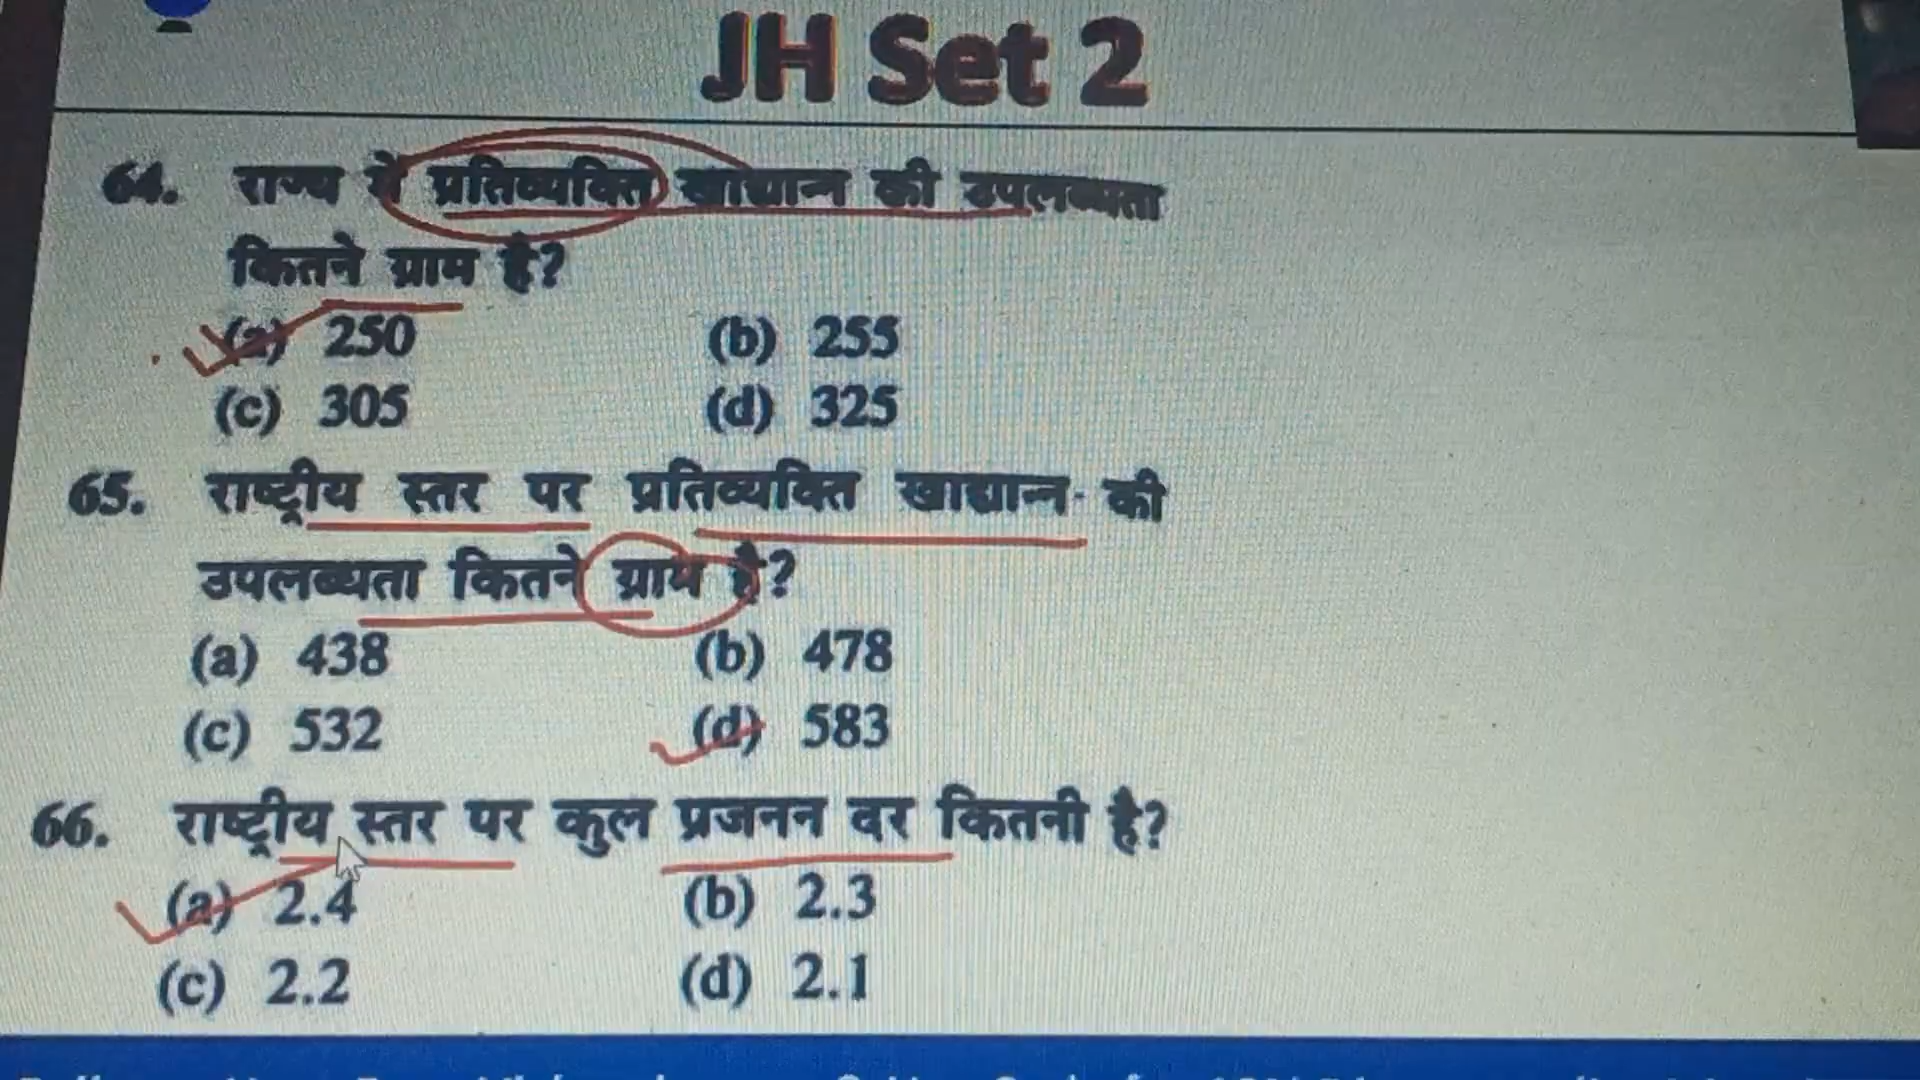 JH Set 2
64. राज्य में प्रतिव्यक्ति खाद्यान्न की उपलब्धता
कितने ग्राम है?
(a) 250 (b) 255
(c) 305 (d) 325
65. राष्ट्रीय स्तर पर प्रतिव्यक्ति खाद्यान्न की
उपलब्धता कितने ग्राम है?
(a) 438 (b) 478
(c) 532 (d) 583
66. राष्ट्रीय स्तर पर कुल प्रजनन दर कितनी है?
(a) 2.4 (b) 2.3
(c) 2.2 (d) 2.1